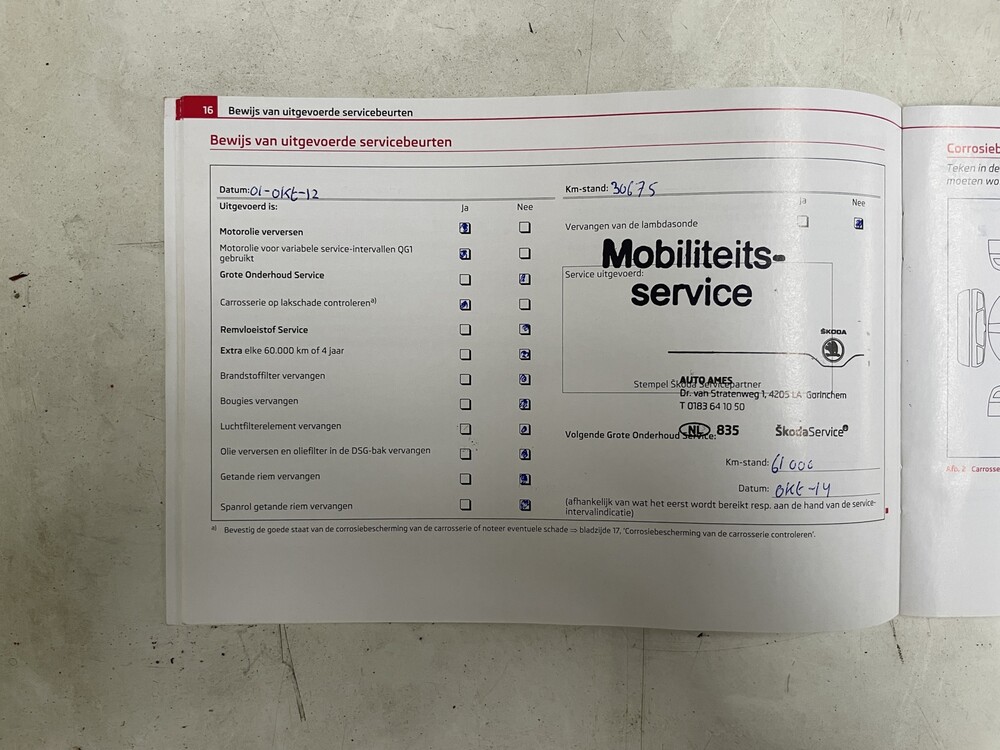 16 Bewijs van uitgevoerde servicebeurten
Bewijs van uitgevoerde servicebeurten
Datum: 01-OKT-12
Uitgevoerd is: Ja Nee
Motorolie verversen
Motorolie voor variabele service-intervallen QG1
gebruikt
Grote Onderhoud Service
Carrosserie op lakschade controleren a)
Remvloeistof Service
Extra elke 60.000 km of 4 jaar
Brandstoffilter vervangen
Bougies vervangen
Luchtfilterelement vervangen
Olie verversen en oliefilter in de DSG-bak vervangen
Getande riem vervangen
Spanrol getande riem vervangen
Km-stand: 30675
Ja Nee
Vervangen van de lambdasonde
Mobiliteits-
Service uitgevoerd:
service
ŠKODA
Stempel Škoda Servicepartner
AUTO AMES
Dr. van Stratenweg 1, 4205 LA Gorinchem
T 0183 64 10 50
NL 835 ŠkodaService
Volgende Grote Onderhoud Service:
Km-stand: 61000
Datum: OKT-14
(afhankelijk van wat het eerst wordt bereikt resp. aan de hand van de service-
intervalindicatie)
a) Bevestig de goede staat van de corrosiebescherming van de carrosserie of noteer eventuele schade ⇒ bladzijde 17, 'Corrosiebescherming van de carrosserie controleren'.
Corrosieb
Teken in de
moeten wo
Afb. 2 Carrosse